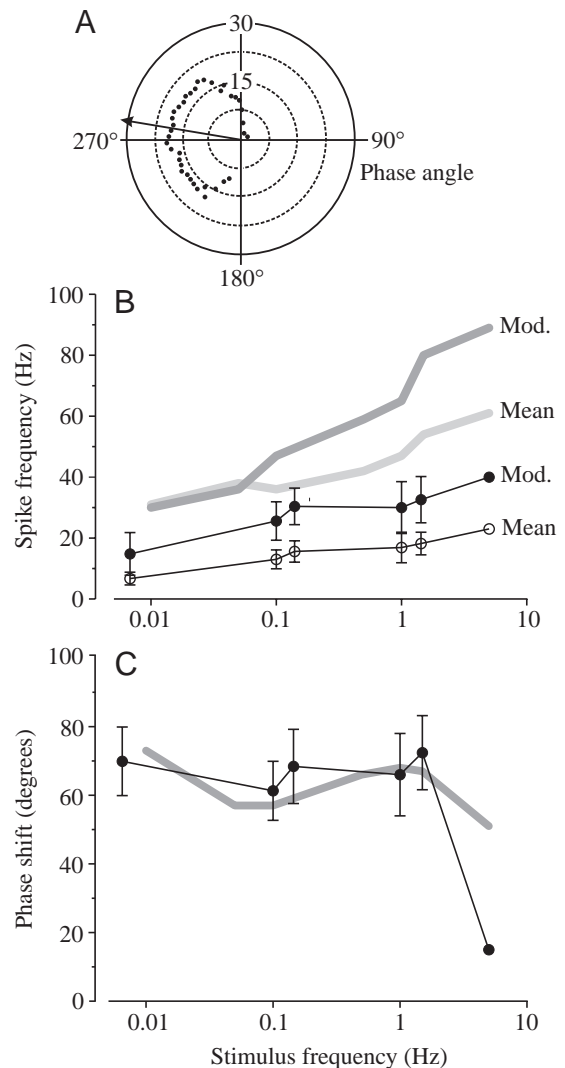 A
30
15
270°
90°
Phase angle
180°
B
100
80
60
40
20
0
Spike frequency (Hz)
Mod.
Mean
Mod.
Mean
0.01 0.1 1 10
C
100
80
60
40
20
0
Phase shift (degrees)
0.01 0.1 1 10
Stimulus frequency (Hz)